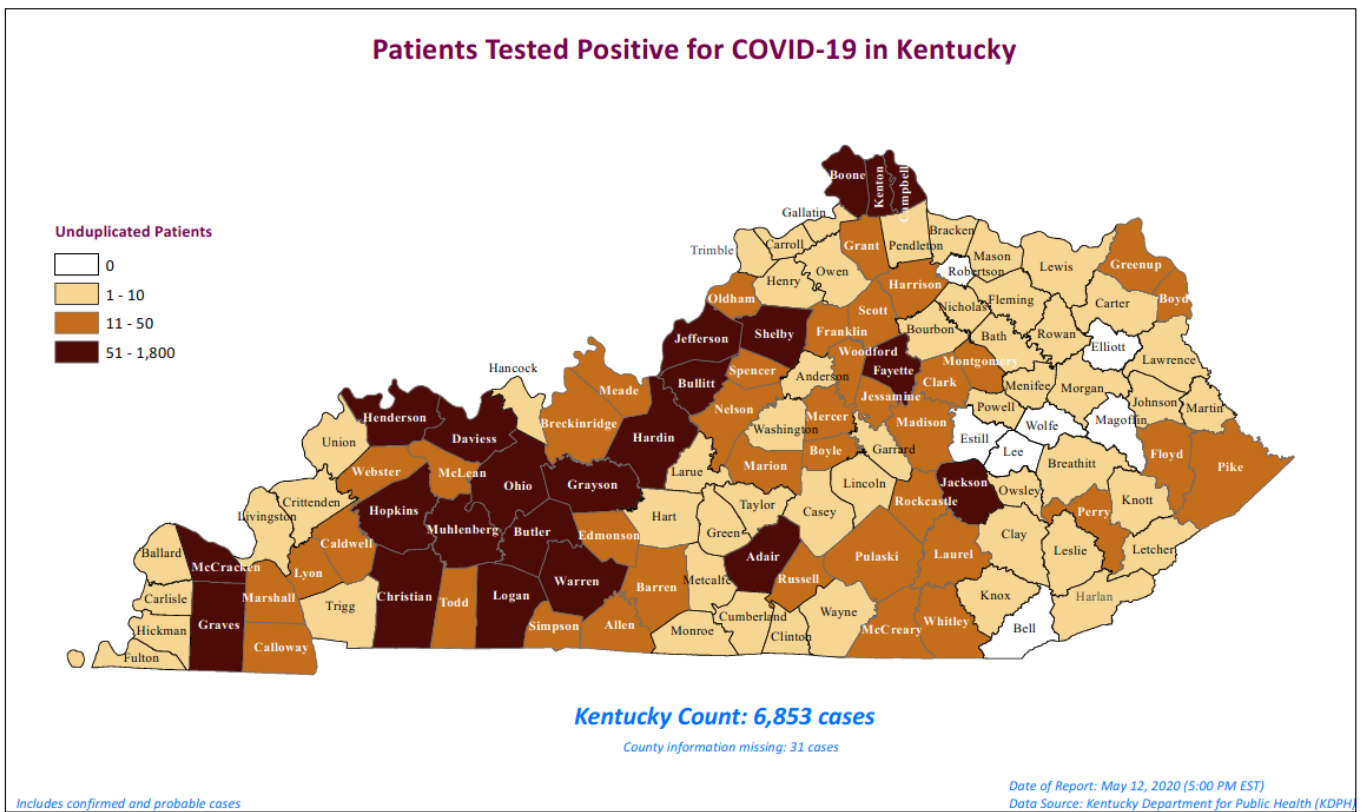 Patients Tested Positive for COVID-19 in Kentucky
Unduplicated Patients
0
1 - 10
11 - 50
51 - 1,800
Boone
Kenton
Campbell
Gallatin
Trimble
Carroll
Grant
Pendleton
Bracken
Mason
Robertson
Lewis
Greenup
Boyd
Owen
Henry
Oldham
Harrison
Nicholas
Fleming
Carter
Rowan
Elliott
Lawrence
Jefferson
Shelby
Franklin
Scott
Bourbon
Bath
Woodford
Fayette
Montgomery
Bullitt
Spencer
Anderson
Jessamine
Clark
Menifee
Morgan
Johnson
Martin
Hancock
Meade
Breckinridge
Nelson
Washington
Mercer
Madison
Powell
Estill
Wolfe
Magoffin
Lee
Henderson
Daviess
Union
Webster
McLean
Hardin
Larue
Marion
Boyle
Garrard
Breathitt
Floyd
Pike
Ohio
Grayson
Hart
Taylor
Casey
Lincoln
Rockcastle
Jackson
Owsley
Perry
Knott
Crittenden
Livingston
Hopkins
Muhlenberg
Butler
Edmonson
Green
Adair
Pulaski
Laurel
Clay
Leslie
Letcher
Ballard
McCracken
Lyon
Caldwell
Warren
Barren
Metcalfe
Russell
Knox
Harlan
Carlisle
Marshall
Trigg
Christian
Todd
Logan
Simpson
Allen
Monroe
Cumberland
Clinton
Wayne
McCreary
Whitley
Bell
Hickman
Graves
Calloway
Fulton
Kentucky Count: 6,853 cases
County information missing: 31 cases
Includes confirmed and probable cases
Date of Report: May 12, 2020 (5:00 PM EST)
Data Source: Kentucky Department for Public Health (KDPH)